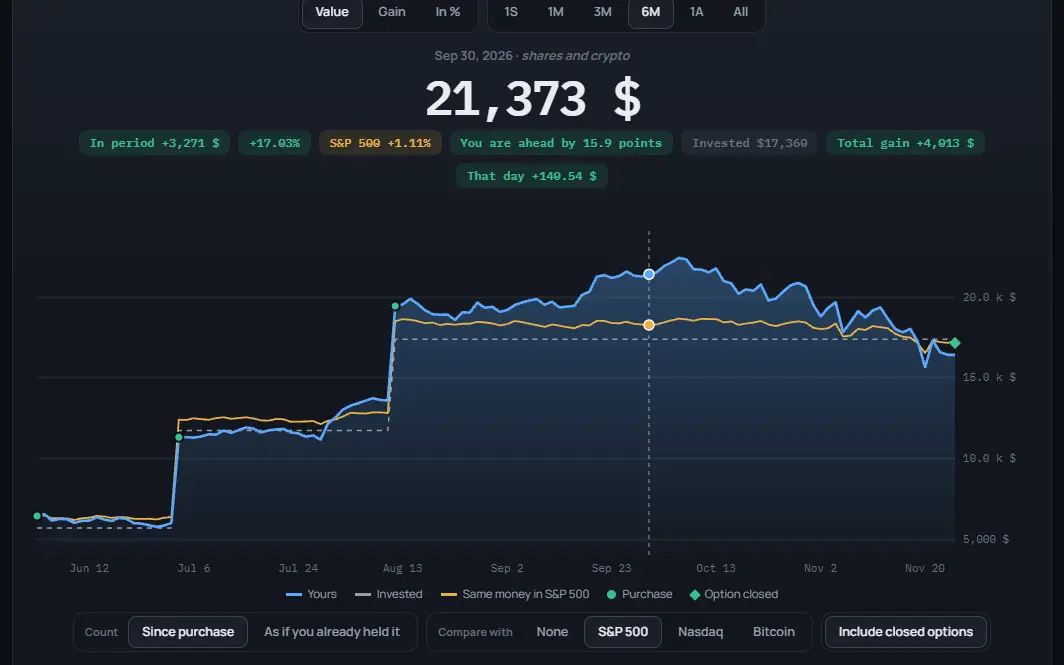 Value Gain In % 1S 1M 3M 6M 1A All
Sep 30, 2026 · shares and crypto
21,373 $
In period +3,271 $ +17.03% S&P 500 +1.11% You are ahead by 15.9 points Invested $17,360 Total gain +4,013 $
That day +140.54 $
20.0 k $
15.0 k $
10.0 k $
5,000 $
Jun 12 Jul 6 Jul 24 Aug 13 Sep 2 Sep 23 Oct 13 Nov 2 Nov 20
Yours Invested Same money in S&P 500 Purchase Option closed
Count Since purchase As if you already held it Compare with None S&P 500 Nasdaq Bitcoin Include closed options